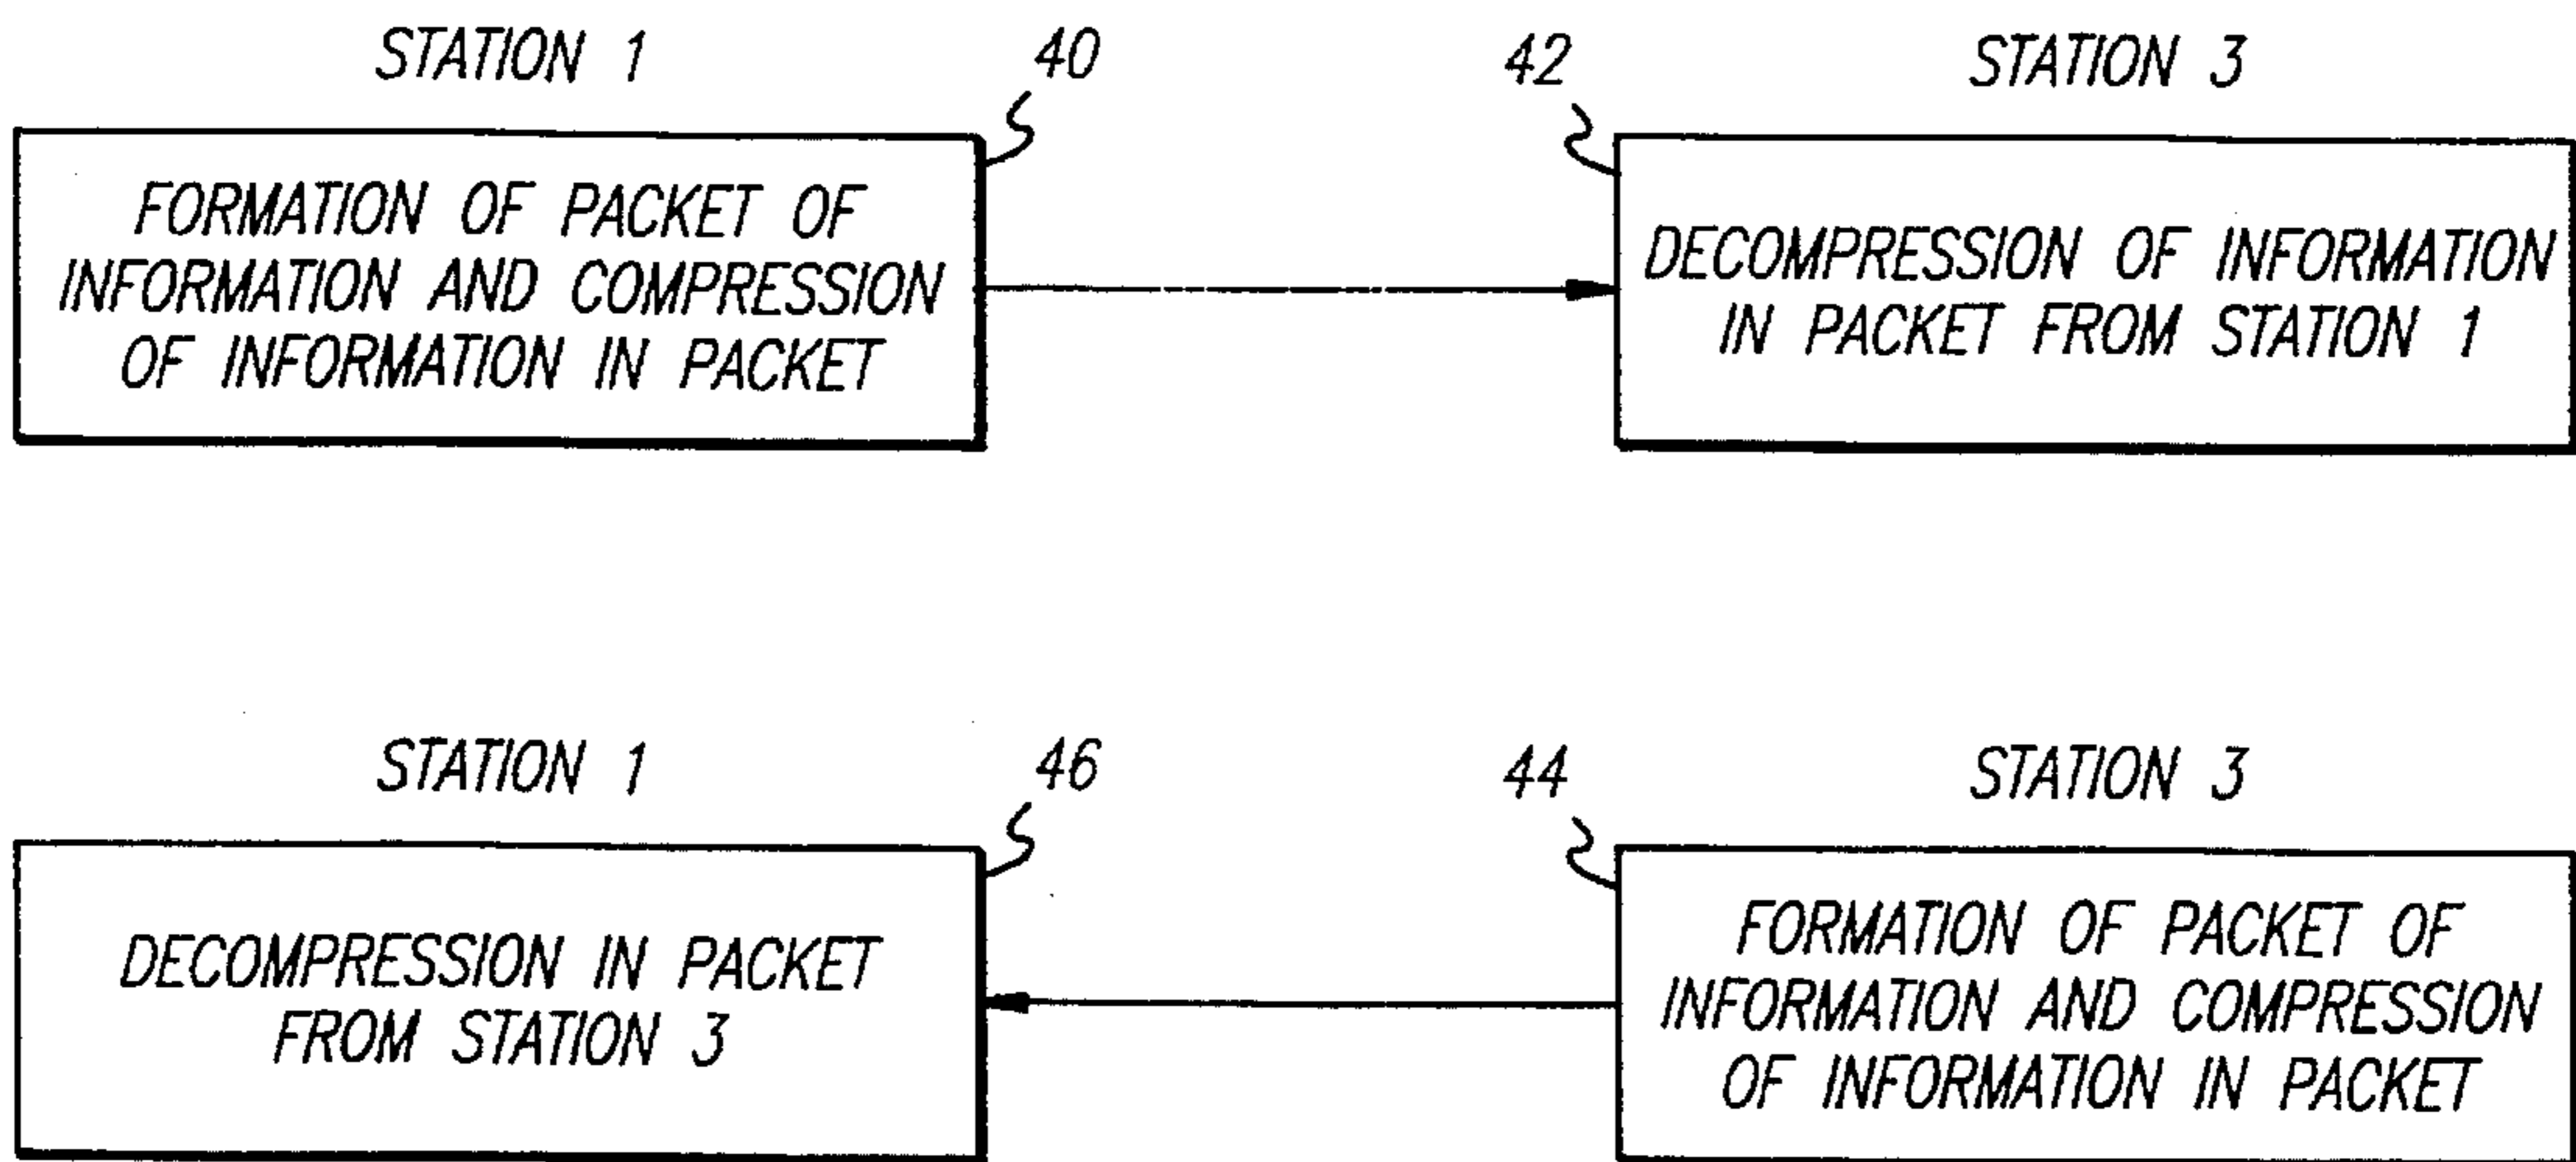 STATION 1
40
FORMATION OF PACKET OF
INFORMATION AND COMPRESSION
OF INFORMATION IN PACKET
42
STATION 3
DECOMPRESSION OF INFORMATION
IN PACKET FROM STATION 1
STATION 1
46
DECOMPRESSION IN PACKET
FROM STATION 3
44
STATION 3
FORMATION OF PACKET OF
INFORMATION AND COMPRESSION
OF INFORMATION IN PACKET